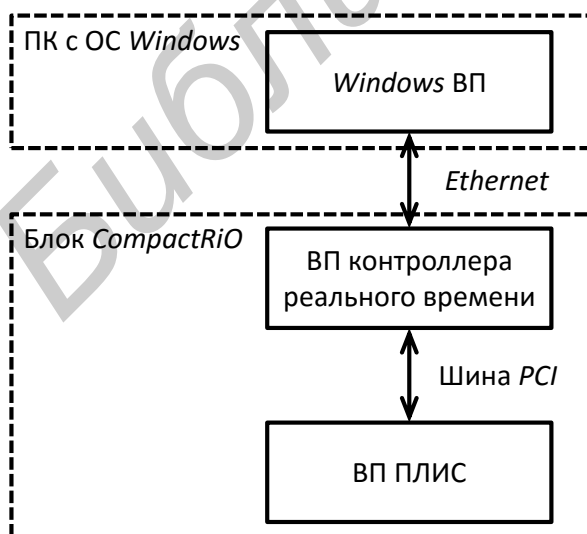 ПК с ОС Windows
Windows ВП
Ethernet
Блок CompactRiO
ВП контроллера
реального времени
Шина PCI
ВП ПЛИС